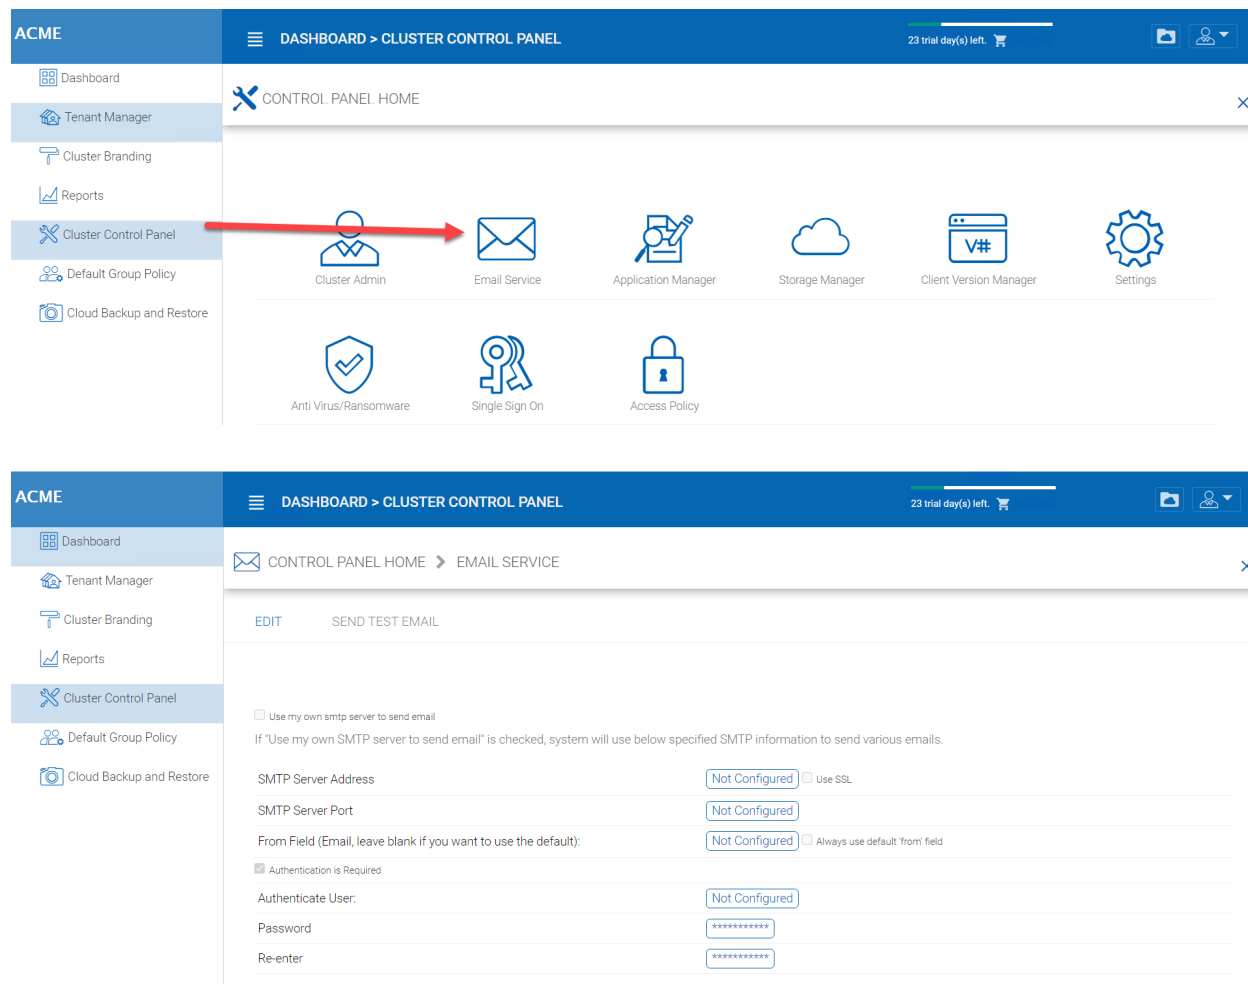 ACME
DASHBOARD > CLUSTER CONTROL PANEL
23 trial day(s) left.
Dashboard
Tenant Manager
Cluster Branding
Reports
Cluster Control Panel
Default Group Policy
Cloud Backup and Restore
CONTROL PANEL HOME
Cluster Admin
Email Service
Application Manager
Storage Manager
V#
Client Version Manager
Settings
Anti Virus/Ransomware
Single Sign On
Access Policy
ACME
DASHBOARD > CLUSTER CONTROL PANEL
23 trial day(s) left.
Dashboard
Tenant Manager
Cluster Branding
Reports
Cluster Control Panel
Default Group Policy
Cloud Backup and Restore
CONTROL PANEL HOME > EMAIL SERVICE
EDIT SEND TEST EMAIL
Use my own smtp server to send email
If "Use my own SMTP server to send email" is checked, system will use below specified SMTP information to send various emails.
SMTP Server Address Not Configured Use SSL
SMTP Server Port Not Configured
From Field (Email, leave blank if you want to use the default): Not Configured Always use default 'from' field
Authentication is Required
Authenticate User: Not Configured
Password ***********
Re-enter ***********